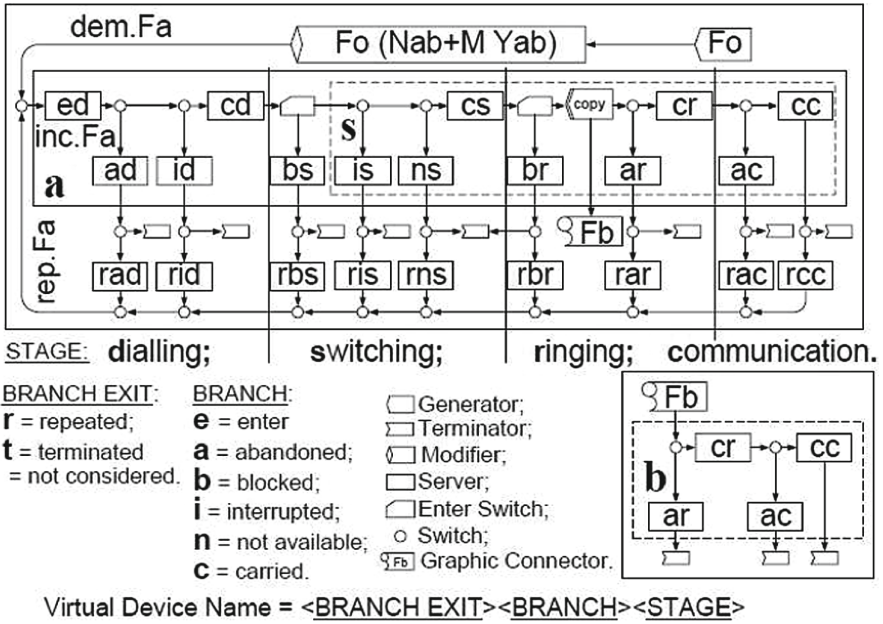 dem.Fa
Fo (Nab+M Yab)
Fo
ed
cd
s
cs
copy
cr
cc
inc.Fa
a
ad
id
bs
is
ns
br
ar
ac
Fb
rep.Fa
rad
rid
rbs
ris
rns
rbr
rar
rac
rcc
STAGE: dialling; switching; ringing; communication.
BRANCH EXIT:
r = repeated;
t = terminated
= not considered.
BRANCH:
e = enter
a = abandoned;
b = blocked;
i = interrupted;
n = not available;
c = carried.
Generator;
Terminator;
Modifier;
Server;
Enter Switch;
Switch;
Fb Graphic Connector.
Fb
cr
cc
b
ar
ac
Virtual Device Name = <BRANCH EXIT><BRANCH><STAGE>